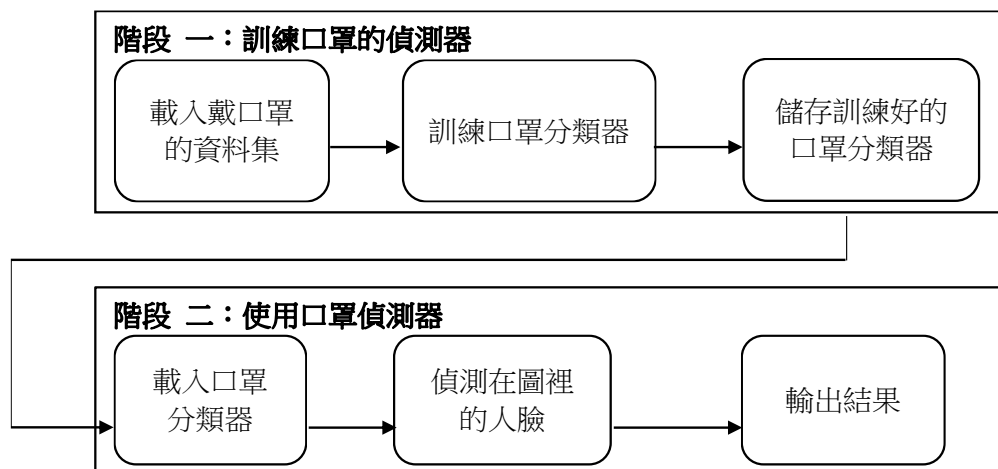 階段 一：訓練口罩的偵測器
載入戴口罩
的資料集
訓練口罩分類器
儲存訓練好的
口罩分類器
階段 二：使用口罩偵測器
載入口罩
分類器
偵測在圖裡
的人臉
輸出結果